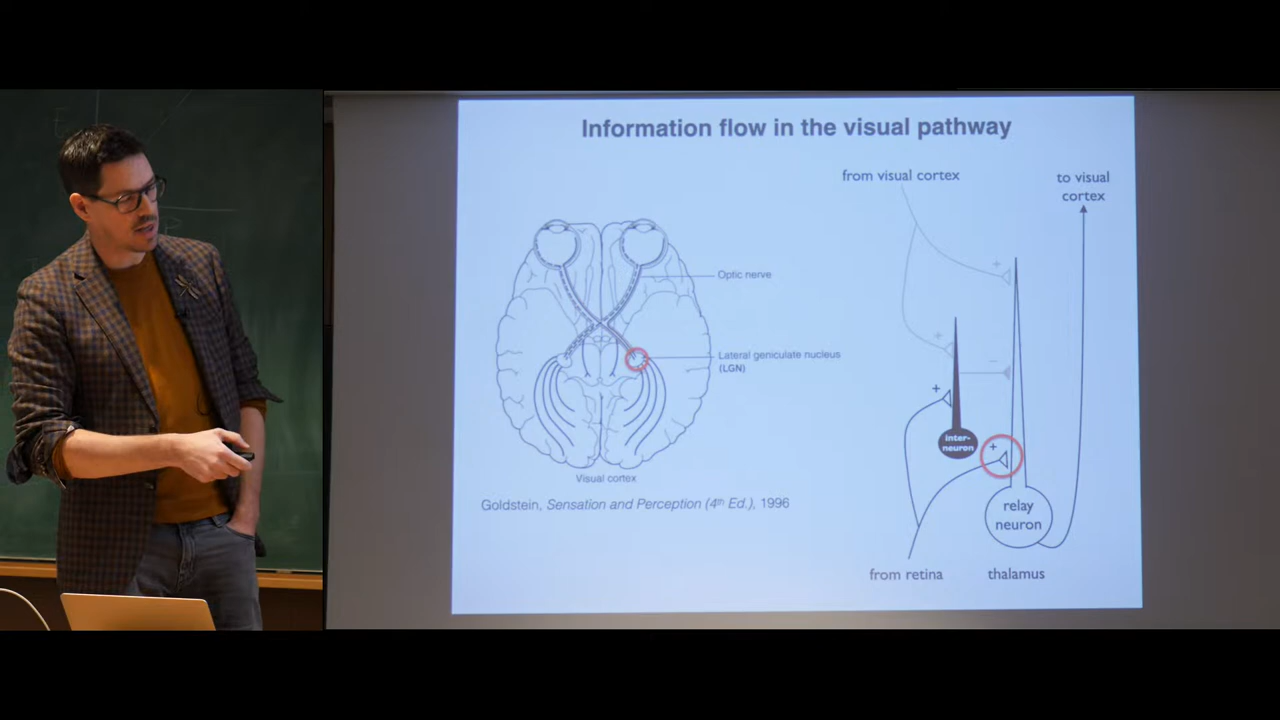 Information flow in the visual pathway
from visual cortex
to visual
cortex
+
Optic nerve
+
−
Lateral geniculate nucleus
(LGN)
+
inter-
neuron
+
Visual cortex
Goldstein, Sensation and Perception (4th Ed.), 1996
relay
neuron
from retina
thalamus